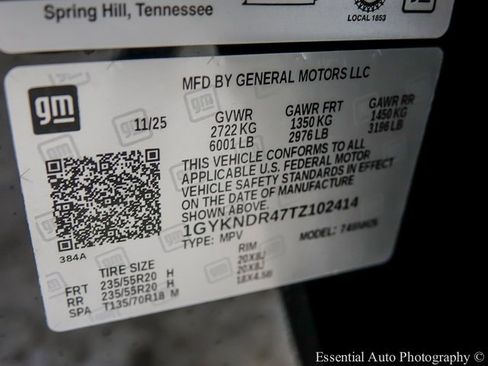 Spring Hill, Tennessee
LOCAL 1853
gm
MFD BY GENERAL MOTORS LLC
11/25
GVWR GAWR FRT GAWR RR
2722 KG 1350 KG 1450 KG
6001 LB 2976 LB 3196 LB
THIS VEHICLE CONFORMS TO ALL
APPLICABLE U.S. FEDERAL MOTOR
VEHICLE SAFETY STANDARDS IN EFFECT
ON THE DATE OF MANUFACTURE
SHOWN ABOVE
1GYKNDR47TZ102414
TYPE: MPV MODEL:
384A
TIRE SIZE RIM
FRT 235/55R20 H 20X8J
RR 235/55R20 H 20X8J
SPA T135/70R18 M 18X4.5B
Essential Auto Photography ©